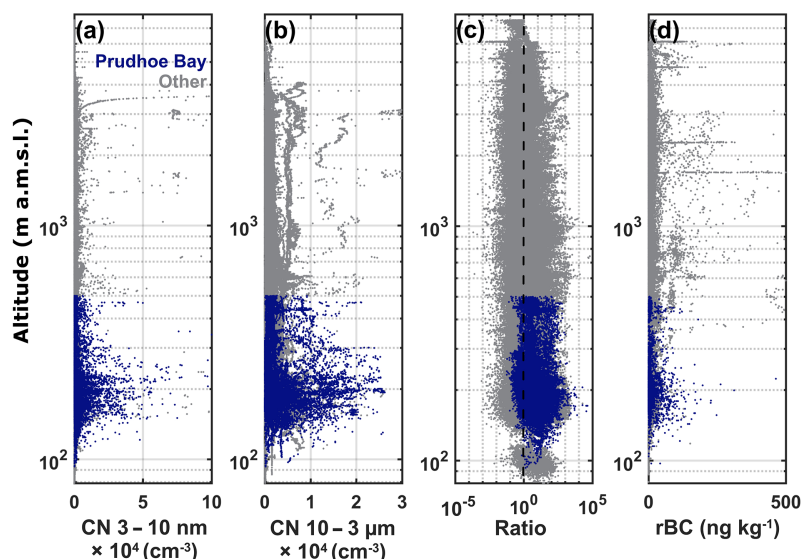 (a) (b) (c) (d)
Prudhoe Bay
Other
Altitude (m a.m.s.l.)
10³ 10³ 10³ 10³
10² 10² 10² 10²
0 5 10 0 1 2 3 10⁻⁵ 10⁰ 10⁵ 0 500
CN 3 – 10 nm CN 10 – 3 μm Ratio rBC (ng kg⁻¹)
× 10⁴ (cm⁻³) × 10⁴ (cm⁻³)